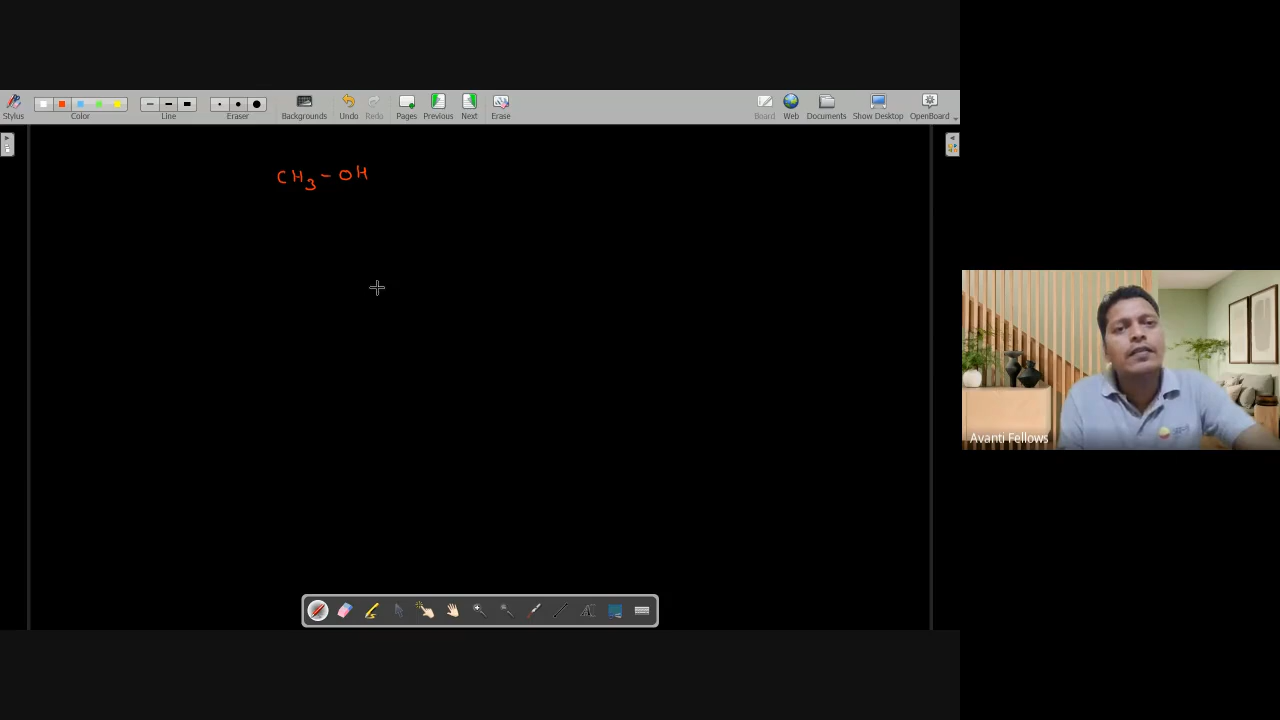 Stylus
Color
Line
Eraser
Backgrounds
Undo
Redo
Pages
Previous
Next
Erase
Board
Web
Documents
Show Desktop
OpenBoard
CH₃-OH
Avanti Fellows